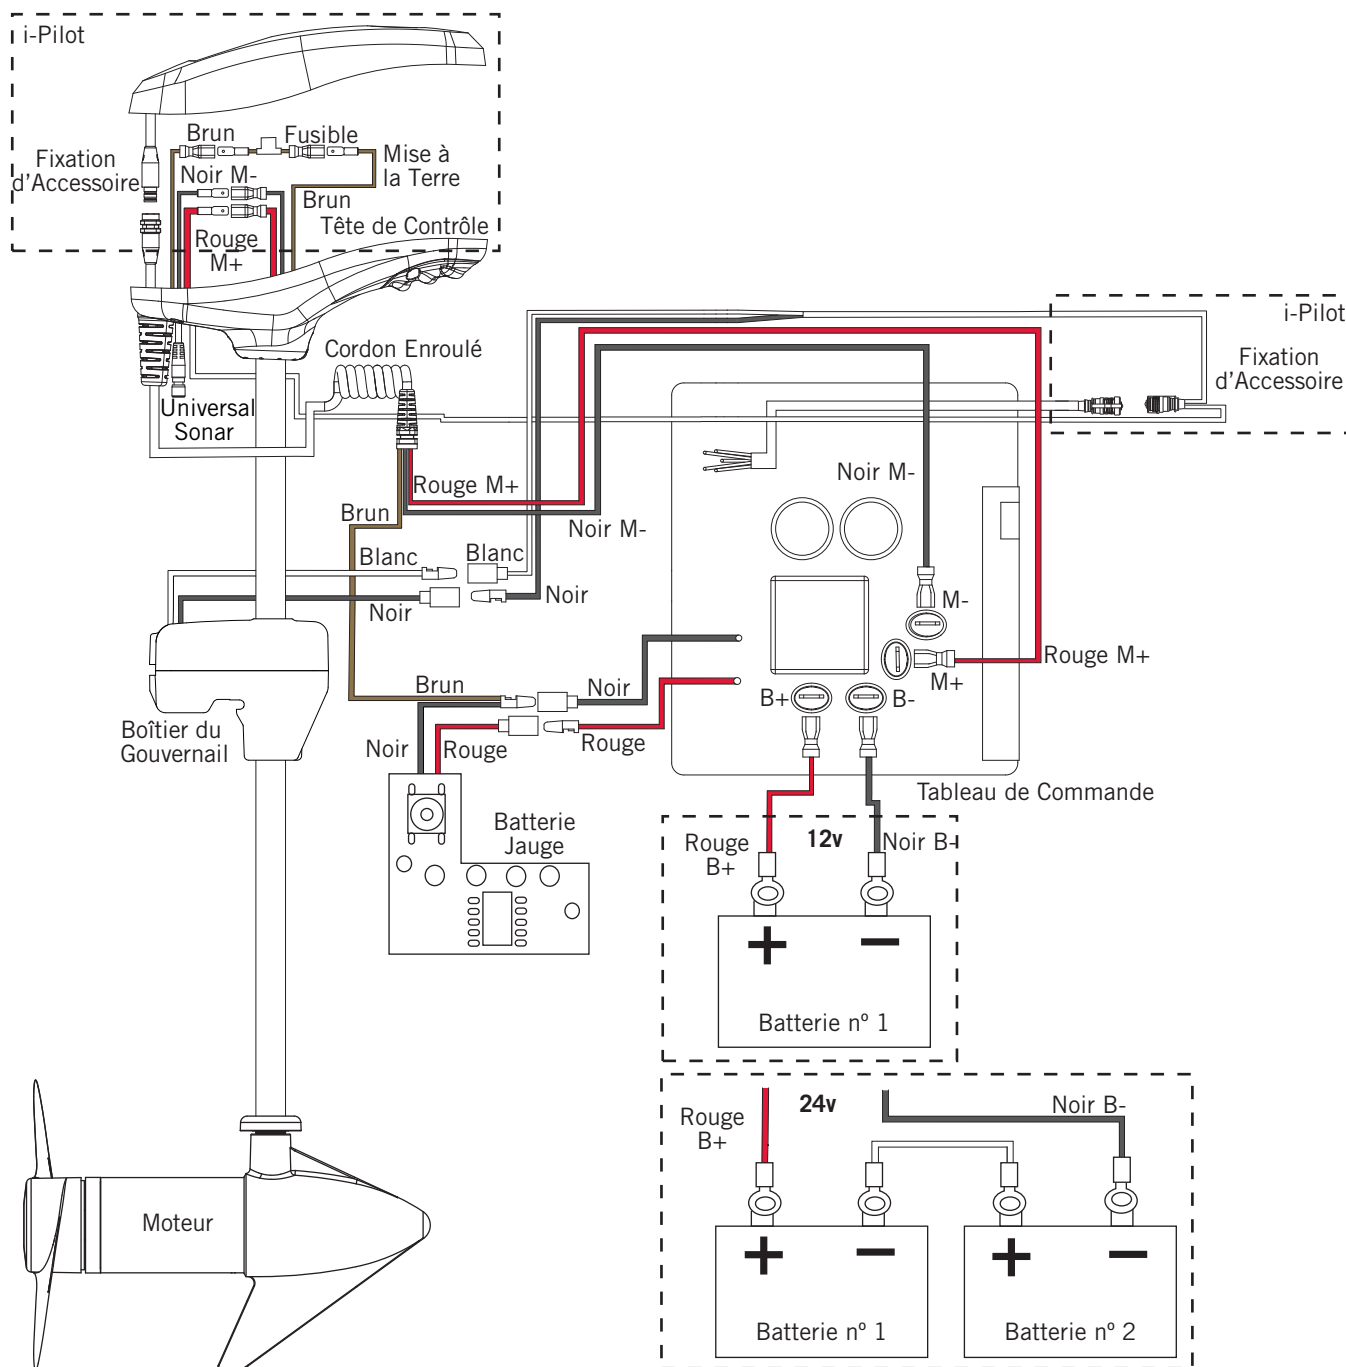 i-Pilot
Brun
Fusible
Fixation
d'Accessoire
Mise à
la Terre
Noir M-
Brun
Tête de Contrôle
Rouge
M+
i-Pilot
Fixation
d'Accessoire
Cordon Enroulé
Universal
Sonar
Rouge M+
Noir M-
Brun
Noir M-
Blanc
Blanc
Noir
Noir
M-
Rouge M+
M+
Brun
Noir
B+
B-
Boîtier du
Gouvernail
Noir
Rouge
Rouge
Tableau de Commande
Batterie
Jauge
Rouge
B+
12v
Noir B-
Batterie nº 1
Rouge
B+
24v
Noir B-
Moteur
Batterie nº 1
Batterie nº 2